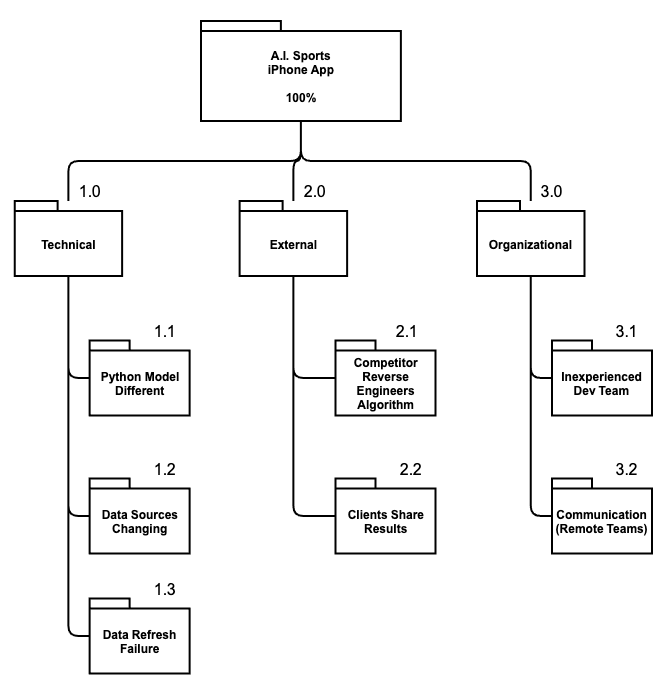 A.I. Sports
iPhone App
100%
1.0
Technical
2.0
External
3.0
Organizational
1.1
Python Model
Different
2.1
Competitor
Reverse
Engineers
Algorithm
3.1
Inexperienced
Dev Team
1.2
Data Sources
Changing
2.2
Clients Share
Results
3.2
Communication
(Remote Teams)
1.3
Data Refresh
Failure